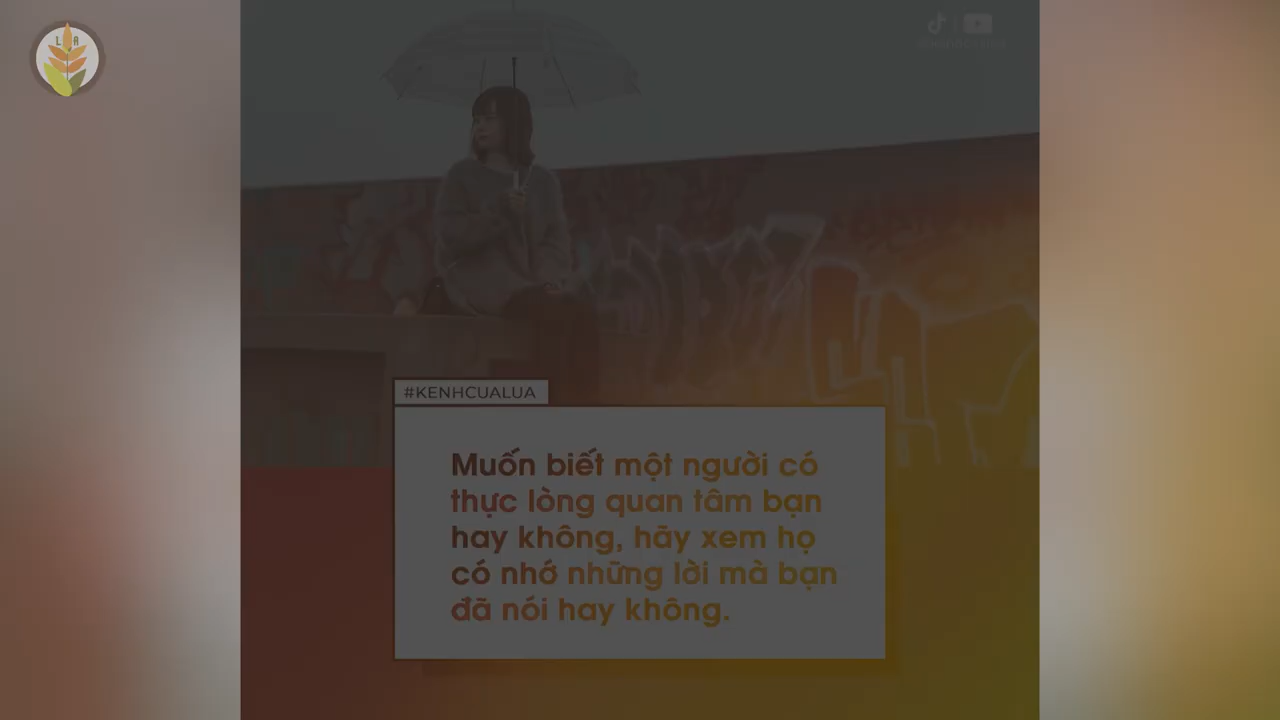 L A
#KENHCUALUA
Muốn biết một người có
thực lòng quan tâm bạn
hay không, hãy xem họ
có nhớ những lời mà bạn
đã nói hay không.